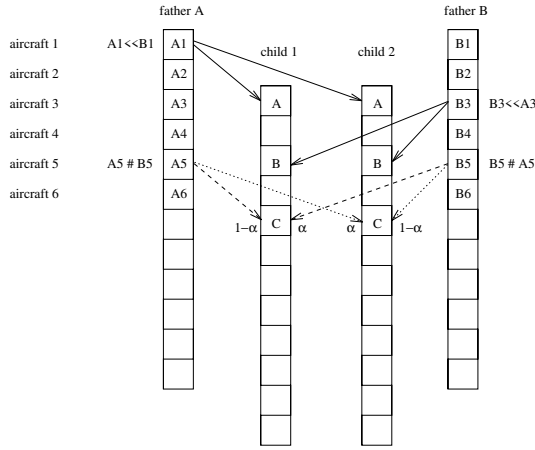 father A father B
aircraft 1 A1<<B1 A1 B1
child 1 child 2
aircraft 2 A2 B2
aircraft 3 A3 A A B3 B3<<A3
aircraft 4 A4 B4
aircraft 5 A5 # B5 A5 B B B5 B5 # A5
aircraft 6 A6 B6
1−α C α α C 1−α